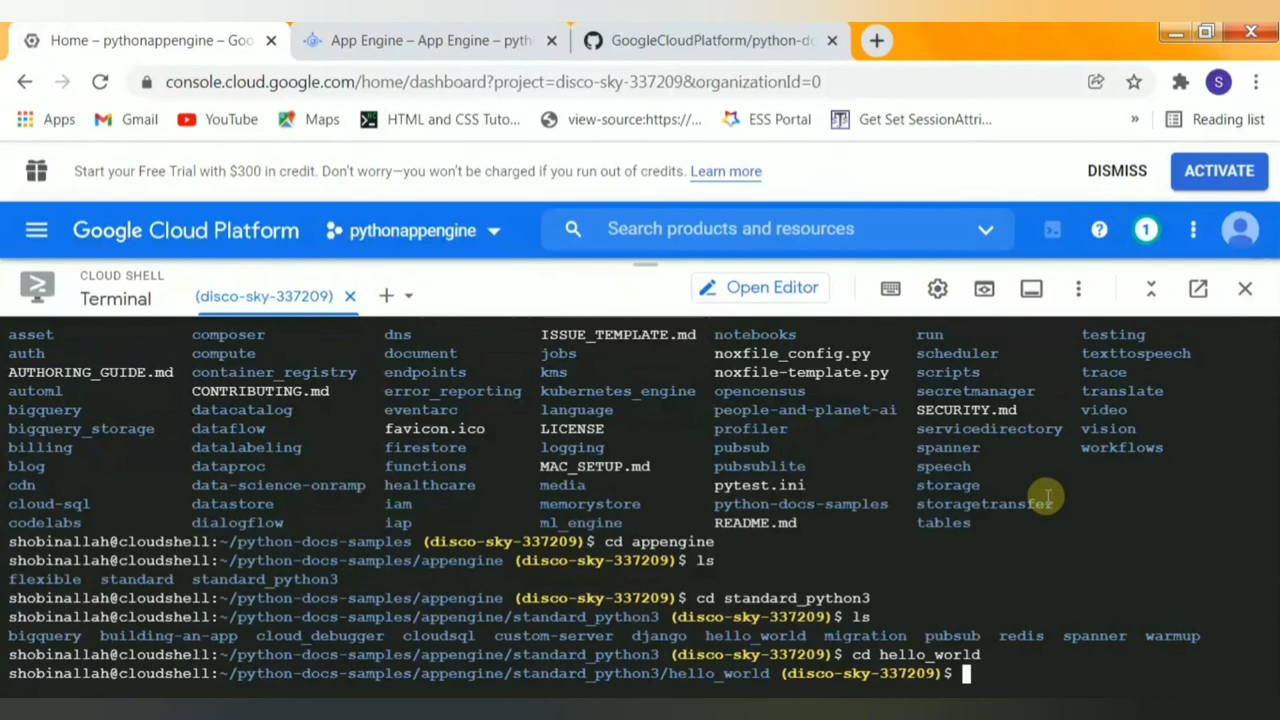 Home – pythonappengine – Goo
App Engine – App Engine – pyth
GoogleCloudPlatform/python-do
console.cloud.google.com/home/dashboard?project=disco-sky-337209&organizationId=0
S
Apps Gmail YouTube Maps HTML and CSS Tuto... view-source:https://... ESS Portal Get Set SessionAttri... » Reading list
Start your Free Trial with $300 in credit. Don't worry—you won't be charged if you run out of credits. Learn more DISMISS ACTIVATE
Google Cloud Platform pythonappengine Search products and resources 1
CLOUD SHELL
Terminal (disco-sky-337209) Open Editor
asset composer dns ISSUE_TEMPLATE.md notebooks run testing
auth compute document jobs noxfile_config.py scheduler texttospeech
AUTHORING_GUIDE.md container_registry endpoints kms noxfile-template.py scripts trace
automl CONTRIBUTING.md error_reporting kubernetes_engine opencensus secretmanager translate
bigquery datacatalog eventarc language people-and-planet-ai SECURITY.md video
bigquery_storage dataflow favicon.ico LICENSE profiler servicedirectory vision
billing datalabeling firestore logging pubsub spanner workflows
blog dataproc functions MAC_SETUP.md pubsublite speech
cdn data-science-onramp healthcare media pytest.ini storage
cloud-sql datastore iam memorystore python-docs-samples storagetransfer
codelabs dialogflow iap ml_engine README.md tables
shobinallah@cloudshell:~/python-docs-samples (disco-sky-337209)$ cd appengine
shobinallah@cloudshell:~/python-docs-samples/appengine (disco-sky-337209)$ ls
flexible standard standard_python3
shobinallah@cloudshell:~/python-docs-samples/appengine (disco-sky-337209)$ cd standard_python3
shobinallah@cloudshell:~/python-docs-samples/appengine/standard_python3 (disco-sky-337209)$ ls
bigquery building-an-app cloud_debugger cloudsql custom-server django hello_world migration pubsub redis spanner warmup
shobinallah@cloudshell:~/python-docs-samples/appengine/standard_python3 (disco-sky-337209)$ cd hello_world
shobinallah@cloudshell:~/python-docs-samples/appengine/standard_python3/hello_world (disco-sky-337209)$